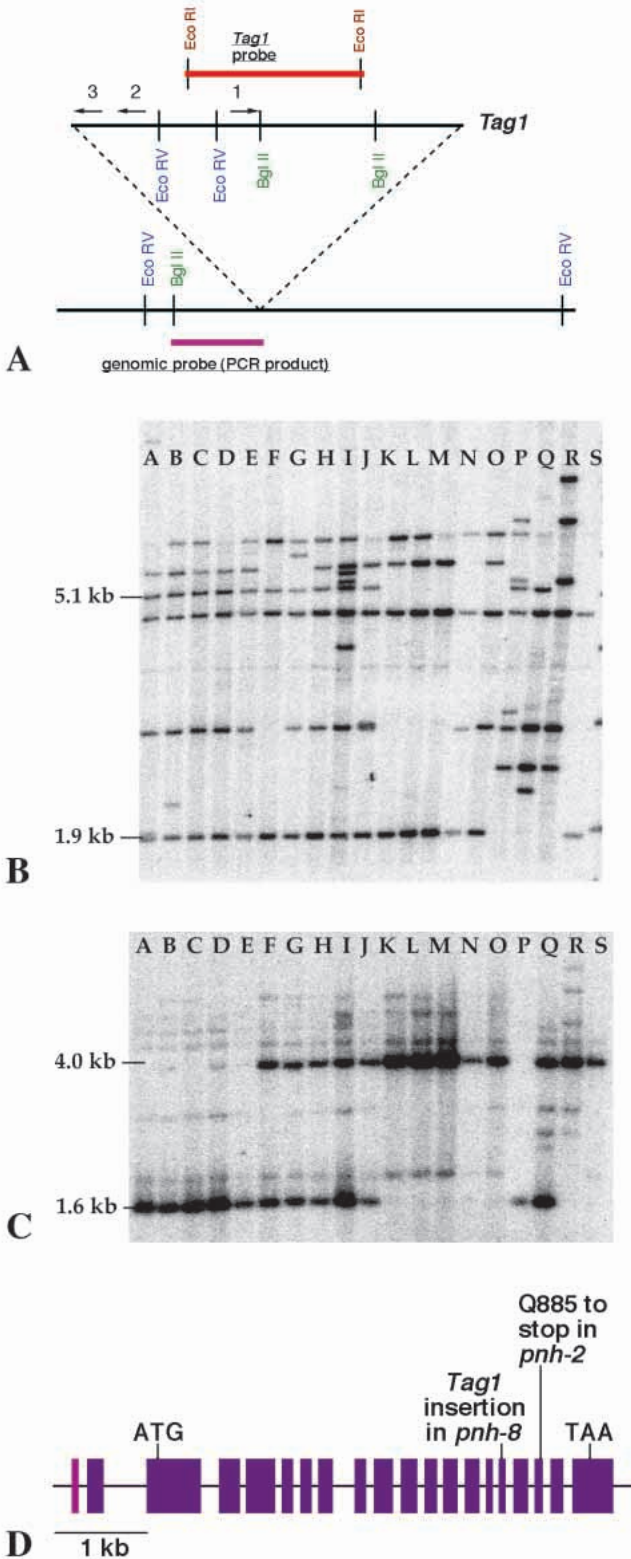 Eco RI
Tag1
probe
Eco RI
3 2 1
Tag1
Eco RV
Eco RV
Bgl II
Bgl II
Eco RV
Bgl II
Eco RV
genomic probe (PCR product)
A
A B C D E F G H I J K L M N O P Q R S
5.1 kb
1.9 kb
B
A B C D E F G H I J K L M N O P Q R S
4.0 kb
1.6 kb
C
Q885 to
stop in
pnh-2
Tag1
insertion
in pnh-8
ATG
TAA
1 kb
D